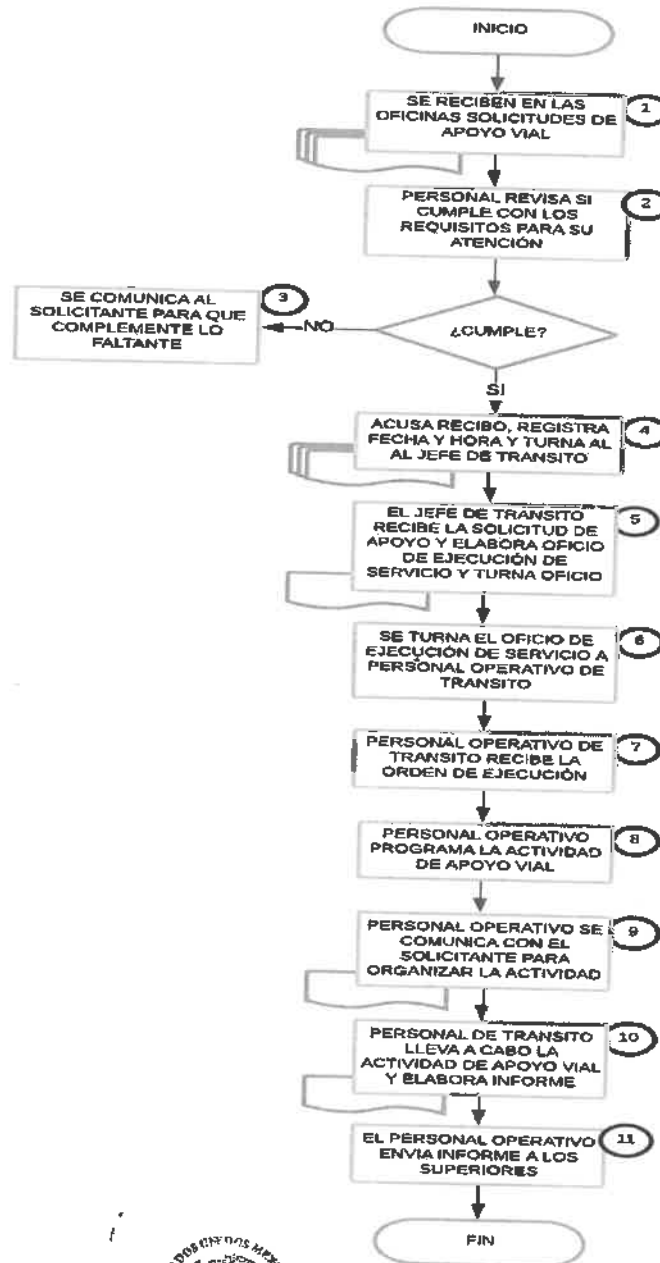 INICIO
1
SE RECIBEN EN LAS
OFICINAS SOLICITUDES DE
APOYO VIAL
2
PERSONAL REVISA SI
CUMPLE CON LOS
REQUISITOS PARA SU
ATENCIÓN
¿CUMPLE?
NO
3
SE COMUNICA AL
SOLICITANTE PARA QUE
COMPLEMENTE LO
FALTANTE
SI
4
ACUSA RECIBO, REGISTRA
FECHA Y HORA Y TURNA AL
AL JEFE DE TRANSITO
5
EL JEFE DE TRANSITO
RECIBE LA SOLICITUD DE
APOYO Y ELABORA OFICIO
DE EJECUCIÓN DE
SERVICIO Y TURNA OFICIO
6
SE TURNA EL OFICIO DE
EJECUCIÓN DE SERVICIO A
PERSONAL OPERATIVO DE
TRANSITO
7
PERSONAL OPERATIVO DE
TRANSITO RECIBE LA
ORDEN DE EJECUCIÓN
8
PERSONAL OPERATIVO
PROGRAMA LA ACTIVIDAD
DE APOYO VIAL
9
PERSONAL OPERATIVO SE
COMUNICA CON EL
SOLICITANTE PARA
ORGANIZAR LA ACTIVIDAD
10
PERSONAL DE TRANSITO
LLEVA A CABO LA
ACTIVIDAD DE APOYO VIAL
Y ELABORA INFORME
11
EL PERSONAL OPERATIVO
ENVIA INFORME A LOS
SUPERIORES
FIN